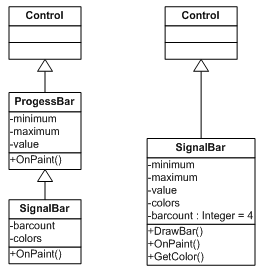 Control
ProgessBar
-minimum
-maximum
-value
+OnPaint()
SignalBar
-barcount
-colors
+OnPaint()
Control
SignalBar
-minimum
-maximum
-value
-colors
-barcount : Integer = 4
+DrawBar()
+OnPaint()
+GetColor()